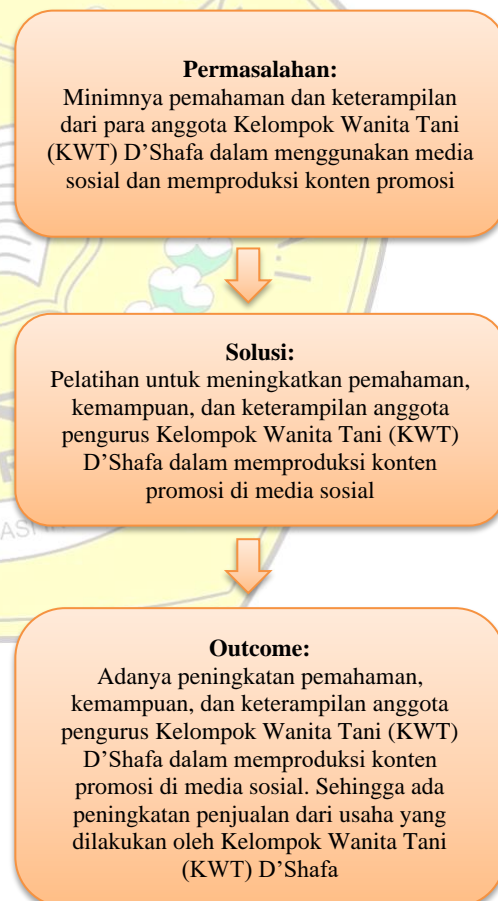 Permasalahan:
Minimnya pemahaman dan keterampilan
dari para anggota Kelompok Wanita Tani
(KWT) D’Shafa dalam menggunakan media
sosial dan memproduksi konten promosi
Solusi:
Pelatihan untuk meningkatkan pemahaman,
kemampuan, dan keterampilan anggota
pengurus Kelompok Wanita Tani (KWT)
D’Shafa dalam memproduksi konten
promosi di media sosial
Outcome:
Adanya peningkatan pemahaman,
kemampuan, dan keterampilan anggota
pengurus Kelompok Wanita Tani (KWT)
D’Shafa dalam memproduksi konten
promosi di media sosial. Sehingga ada
peningkatan penjualan dari usaha yang
dilakukan oleh Kelompok Wanita Tani
(KWT) D’Shafa